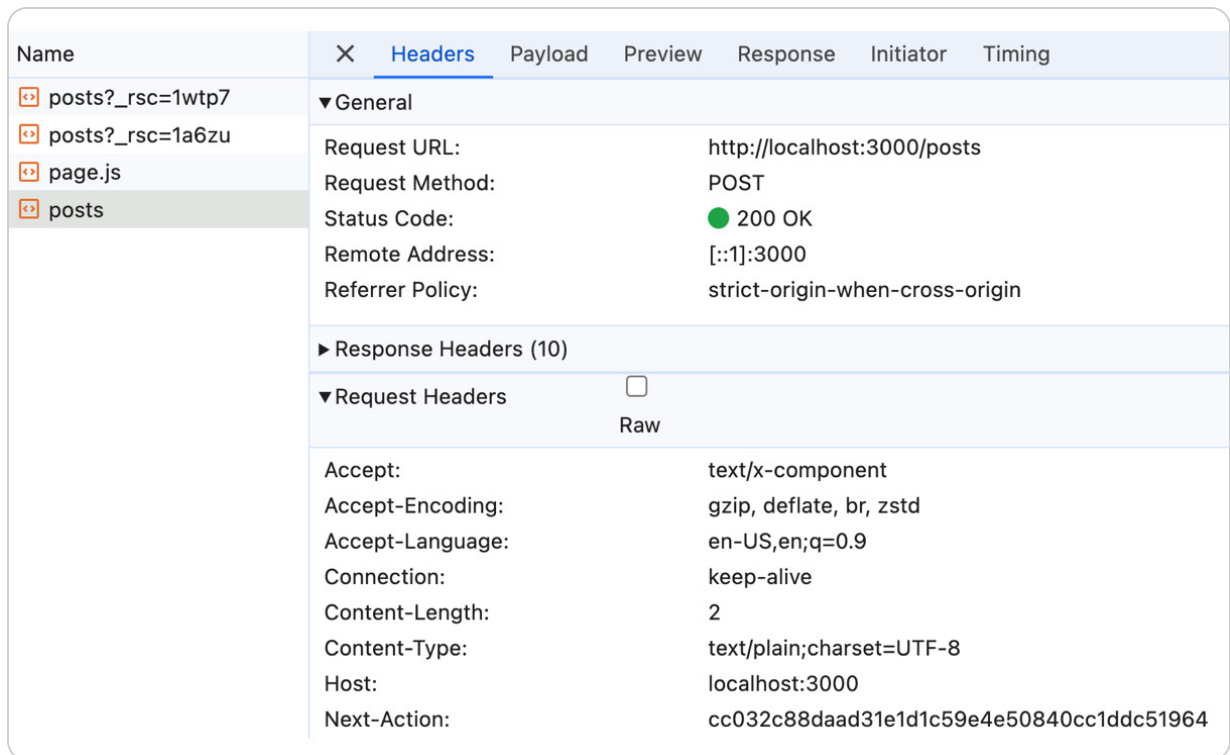 Name
posts?_rsc=1wtp7
posts?_rsc=1a6zu
page.js
posts
Headers Payload Preview Response Initiator Timing
General
Request URL: http://localhost:3000/posts
Request Method: POST
Status Code: 200 OK
Remote Address: [::1]:3000
Referrer Policy: strict-origin-when-cross-origin
Response Headers (10)
Request Headers
Raw
Accept: text/x-component
Accept-Encoding: gzip, deflate, br, zstd
Accept-Language: en-US,en;q=0.9
Connection: keep-alive
Content-Length: 2
Content-Type: text/plain;charset=UTF-8
Host: localhost:3000
Next-Action: cc032c88daad31e1d1c59e4e50840cc1ddc51964